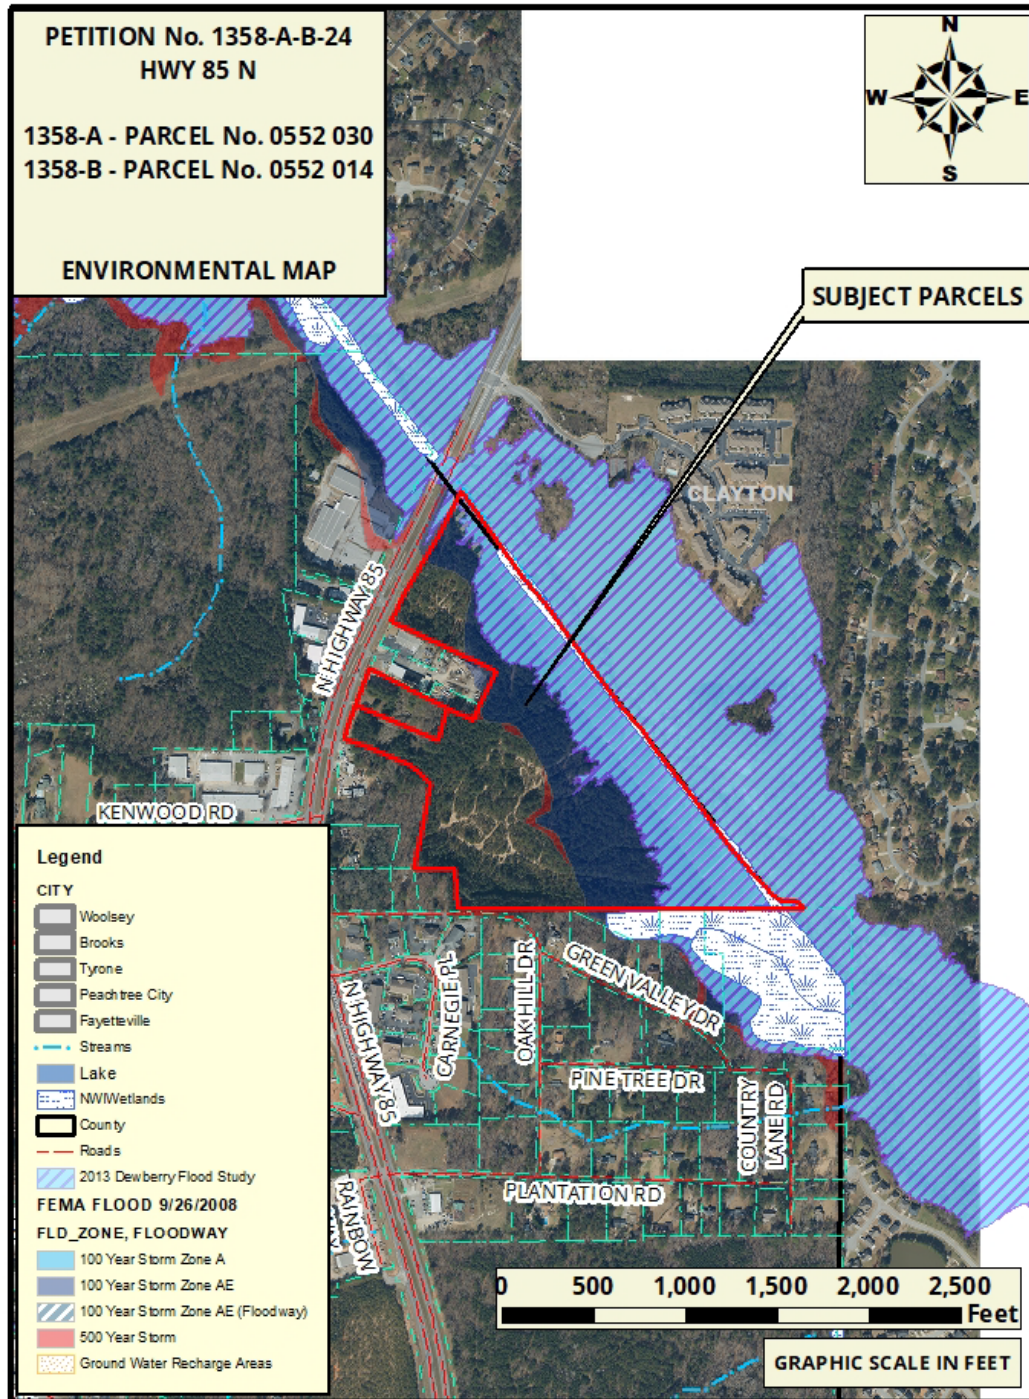 PETITION No. 1358-A-B-24
HWY 85 N
1358-A - PARCEL No. 0552 030
1358-B - PARCEL No. 0552 014
ENVIRONMENTAL MAP
N
W
E
S
SUBJECT PARCELS
CLAYTON
N HIGHWAY 85
KENWOOD RD
Legend
CITY
Woolsey
Brooks
Tyrone
Peachtree City
Fayetteville
Streams
Lake
NWIWetlands
County
Roads
2013 Dewberry Flood Study
FEMA FLOOD 9/26/2008
FLD_ZONE, FLOODWAY
100 Year Storm Zone A
100 Year Storm Zone AE
100 Year Storm Zone AE (Floodway)
500 Year Storm
Ground Water Recharge Areas
N HIGHWAY 85
CARNEGIE PL
OAK HILL DR
GREEN VALLEY DR
PINE TREE DR
COUNTRY
LANE RD
PLANTATION RD
RAINBOW
0 500 1,000 1,500 2,000 2,500
Feet
GRAPHIC SCALE IN FEET